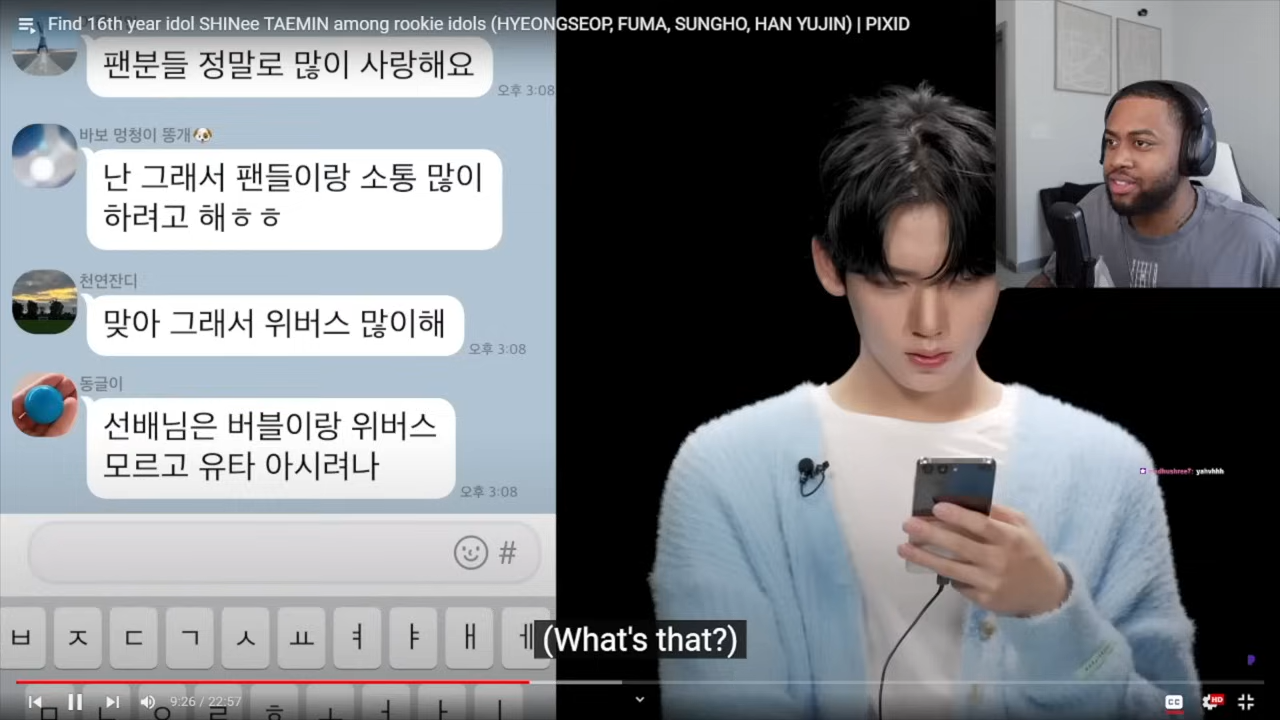 Find 16th year idol SHINee TAEMIN among rookie idols (HYEONGSEOP, FUMA, SUNGHO, HAN YUJIN) | PIXID
팬분들 정말로 많이 사랑해요
오후 3:08
바보 멍청이 똥개🐶
난 그래서 팬들이랑 소통 많이
하려고 해ㅎㅎ
천연잔디
맞아 그래서 위버스 많이해
오후 3:08
동글이
선배님은 버블이랑 위버스
모르고 유타 아시려나
오후 3:08
yahvhhh
#
ㅂ ㅈ ㄷ ㄱ ㅅ ㅛ ㅕ ㅑ ㅐ ㅔ
(What's that?)
9:26 / 22:57
CC
HD